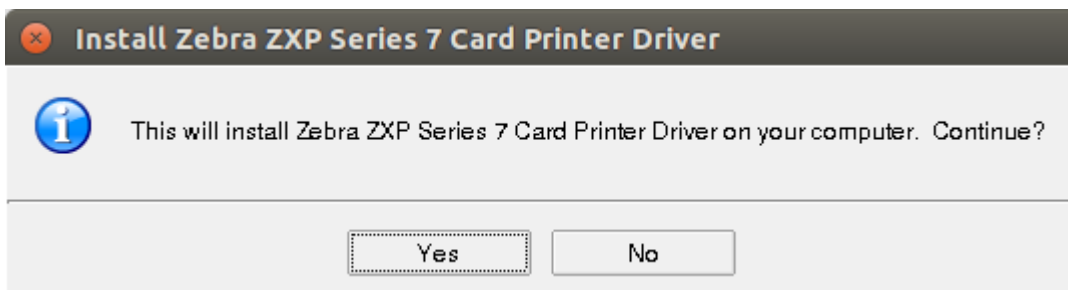 Install Zebra ZXP Series 7 Card Printer Driver
This will install Zebra ZXP Series 7 Card Printer Driver on your computer.  Continue?
Yes
No